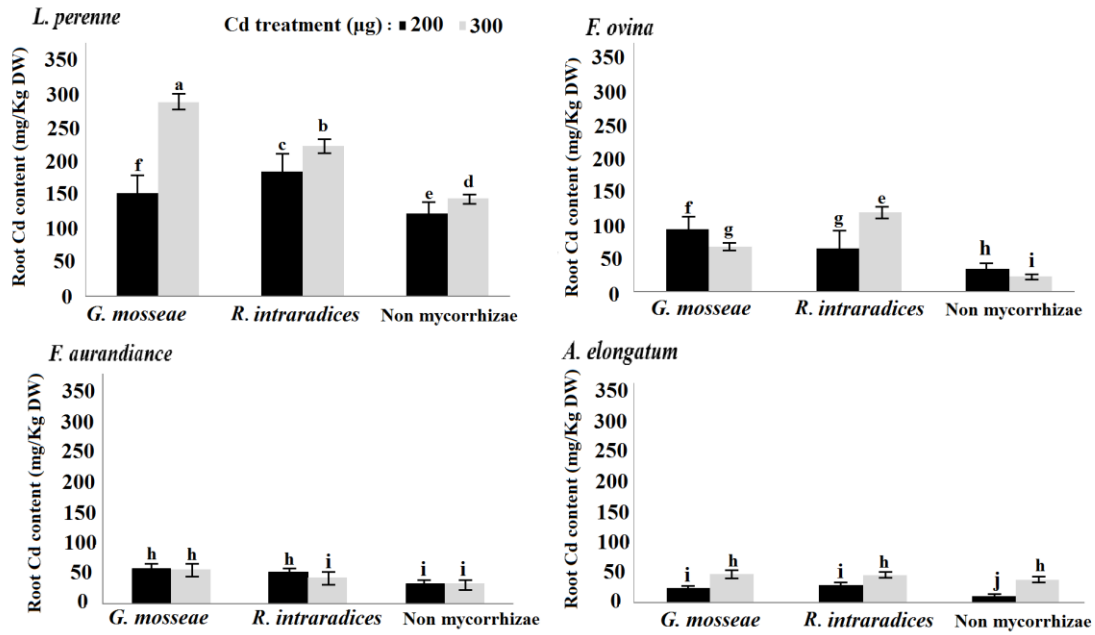 L. perenne
Cd treatment (µg) : 200 300
Root Cd content (mg/Kg DW)
350
300
250
200
150
100
50
0
f a
c b
e d
G. mosseae R. intraradices Non mycorrhizae
F. ovina
Root Cd content (mg/Kg DW)
350
300
250
200
150
100
50
0
f g
g e
h i
G. mosseae R. intraradices Non mycorrhizae
F. aurandiance
Root Cd content (mg/Kg DW)
350
300
250
200
150
100
50
0
h h
h i
i i
G. mosseae R. intraradices Non mycorrhizae
A. elongatum
Root Cd content (mg/Kg DW)
350
300
250
200
150
100
50
0
i h
i h
j h
G. mosseae R. intraradices Non mycorrhizae